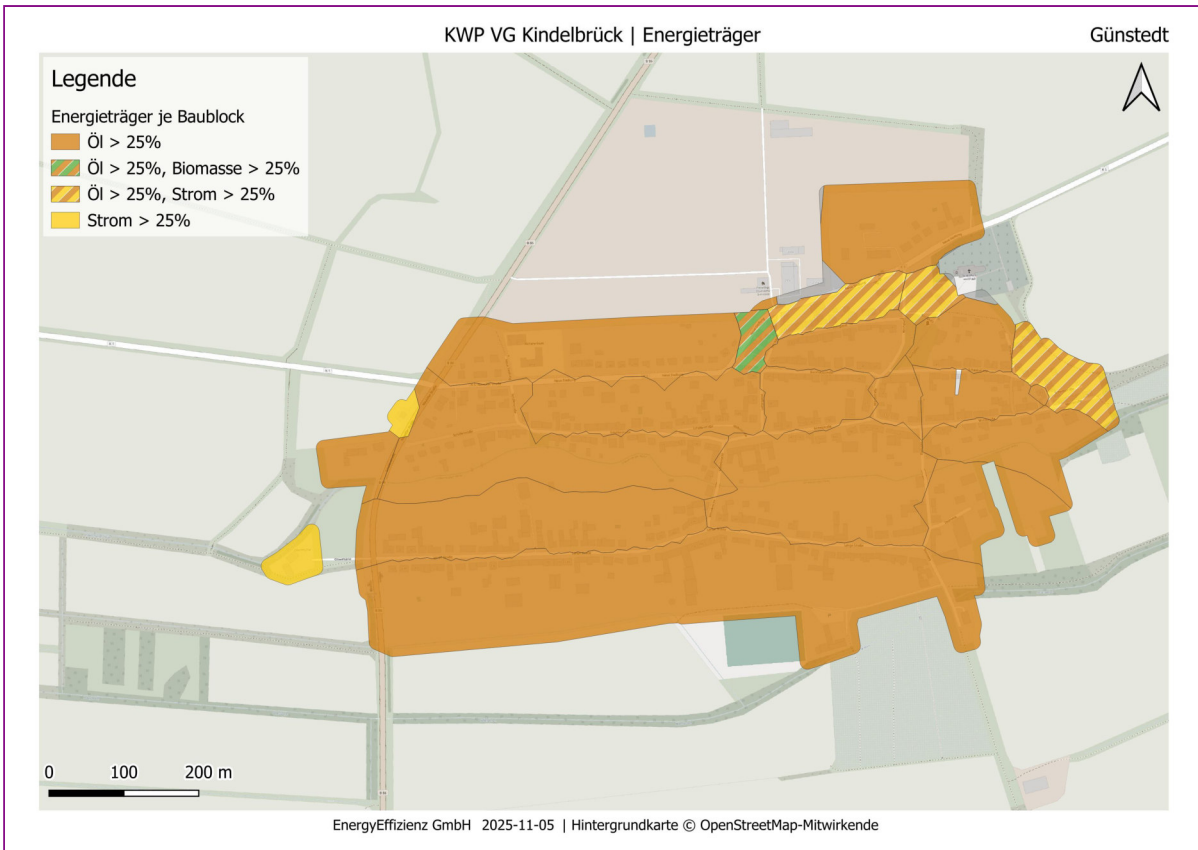 KWP VG Kindelbrück | Energieträger
Günstedt
Legende
Energieträger je Baublock
Öl > 25%
Öl > 25%, Biomasse > 25%
Öl > 25%, Strom > 25%
Strom > 25%
0 100 200 m
EnergyEffizienz GmbH 2025-11-05 | Hintergrundkarte © OpenStreetMap-Mitwirkende